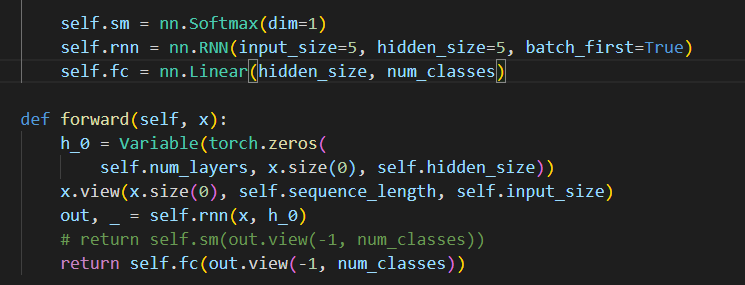 self.sm = nn.Softmax(dim=1)
self.rnn = nn.RNN(input_size=5, hidden_size=5, batch_first=True)
self.fc = nn.Linear(hidden_size, num_classes)
def forward(self, x):
h_0 = Variable(torch.zeros(
self.num_layers, x.size(0), self.hidden_size))
x.view(x.size(0), self.sequence_length, self.input_size)
out, _ = self.rnn(x, h_0)
# return self.sm(out.view(-1, num_classes))
return self.fc(out.view(-1, num_classes))